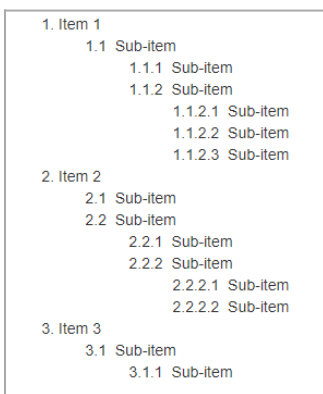 1. Item 1
1.1 Sub-item
1.1.1 Sub-item
1.1.2 Sub-item
1.1.2.1 Sub-item
1.1.2.2 Sub-item
1.1.2.3 Sub-item
2. Item 2
2.1 Sub-item
2.2 Sub-item
2.2.1 Sub-item
2.2.2 Sub-item
2.2.2.1 Sub-item
2.2.2.2 Sub-item
3. Item 3
3.1 Sub-item
3.1.1 Sub-item